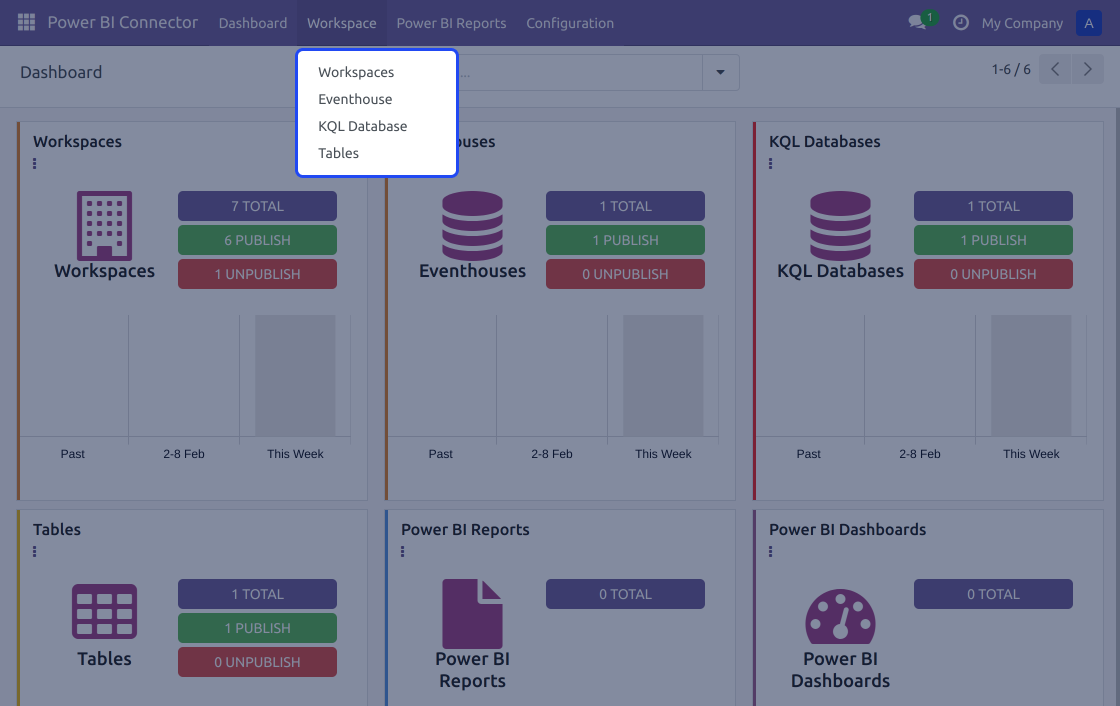 Power BI Connector Dashboard Workspace Power BI Reports Configuration 1 My Company A
Dashboard ... 1-6 / 6
Workspaces
Eventhouse
KQL Database
Tables
Workspaces
7 TOTAL
6 PUBLISH
1 UNPUBLISH
Workspaces
Past 2-8 Feb This Week
ouses
1 TOTAL
1 PUBLISH
0 UNPUBLISH
Eventhouses
Past 2-8 Feb This Week
KQL Databases
1 TOTAL
1 PUBLISH
0 UNPUBLISH
KQL Databases
Past 2-8 Feb This Week
Tables
1 TOTAL
1 PUBLISH
0 UNPUBLISH
Tables
Power BI Reports
0 TOTAL
Power BI
Reports
Power BI Dashboards
0 TOTAL
Power BI
Dashboards